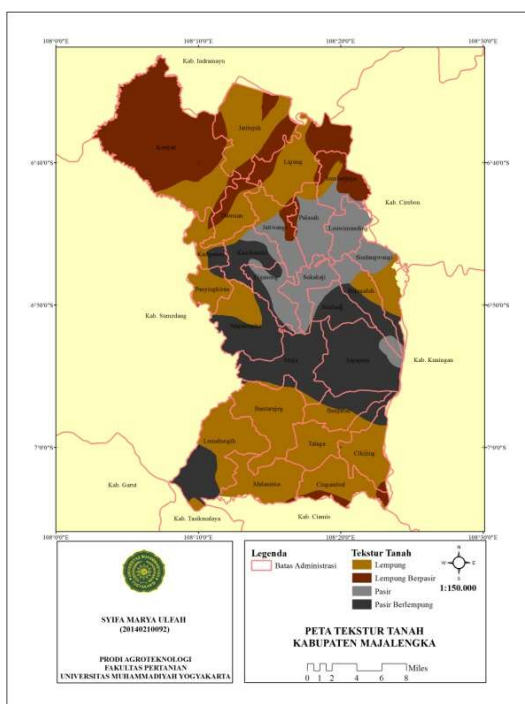 108°0'0"E 108°10'0"E 108°20'0"E 108°30'0"E
Kab. Indramayu
Jatitujuh
Kertajati
6°40'0"S 6°40'0"S
Ligung
Kab. Cirebon
Palasah
Jatiwangi
Leuwimunding
Sindangwangi
Kadipaten
Sukahaji
Panyingkiran
6°50'0"S 6°50'0"S
Kab. Sumedang
Majalengka
Kab. Kuningan
Maja
Argapura
Bantarujeg
Lemahsugih
Talaga
7°0'0"S 7°0'0"S
Cikijing
Malausma
Cingambul
Kab. Garut
Kab. Tasikmalaya
Kab. Ciamis
108°0'0"E 108°10'0"E 108°20'0"E 108°30'0"E
SYIFA MARYA ULFAH
(20140210092)
PRODI AGROTEKNOLOGI
FAKULTAS PERTANIAN
UNIVERSITAS MUHAMMADIYAH YOGYAKARTA
Legenda
Batas Administrasi
Tekstur Tanah
Lempung
Lempung Berpasir
Pasir
Pasir Berlempung
N
W E
S
1:150.000
PETA TEKSTUR TANAH
KABUPATEN MAJALENGKA
Miles
0 1 2 4 6 8